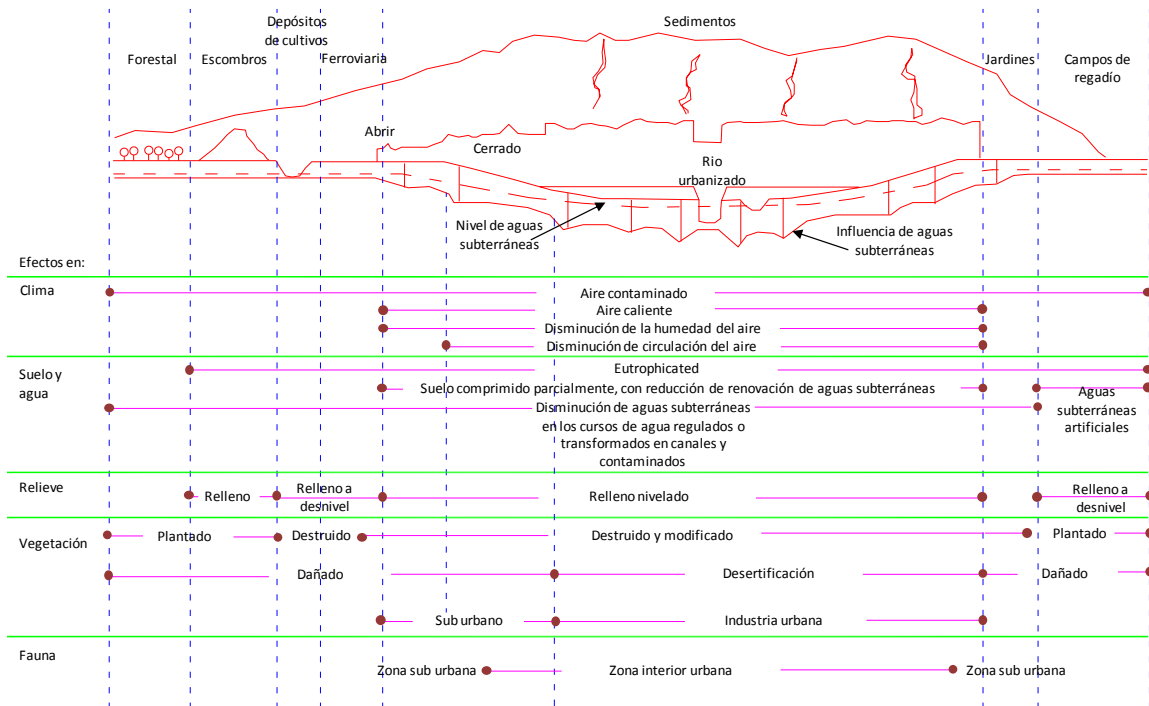 Depósitos
de cultivos
Sedimentos
Forestal
Escombros
Ferroviaria
Jardines
Campos de
regadío
Abrir
Cerrado
Rio
urbanizado
Nivel de aguas
subterráneas
Influencia de aguas
subterráneas
Efectos en:
Clima
Aire contaminado
Aire caliente
Disminución de la humedad del aire
Disminución de circulación del aire
Suelo y
agua
Eutrophicated
Suelo comprimido parcialmente, con reducción de renovación de aguas subterráneas
Disminución de aguas subterráneas
en los cursos de agua regulados o
transformados en canales y
contaminados
Aguas
subterráneas
artificiales
Relieve
Relleno
Relleno a
desnivel
Relleno nivelado
Relleno a
desnivel
Vegetación
Plantado
Destruido
Destruido y modificado
Plantado
Dañado
Desertificación
Dañado
Sub urbano
Industria urbana
Fauna
Zona sub urbana
Zona interior urbana
Zona sub urbana